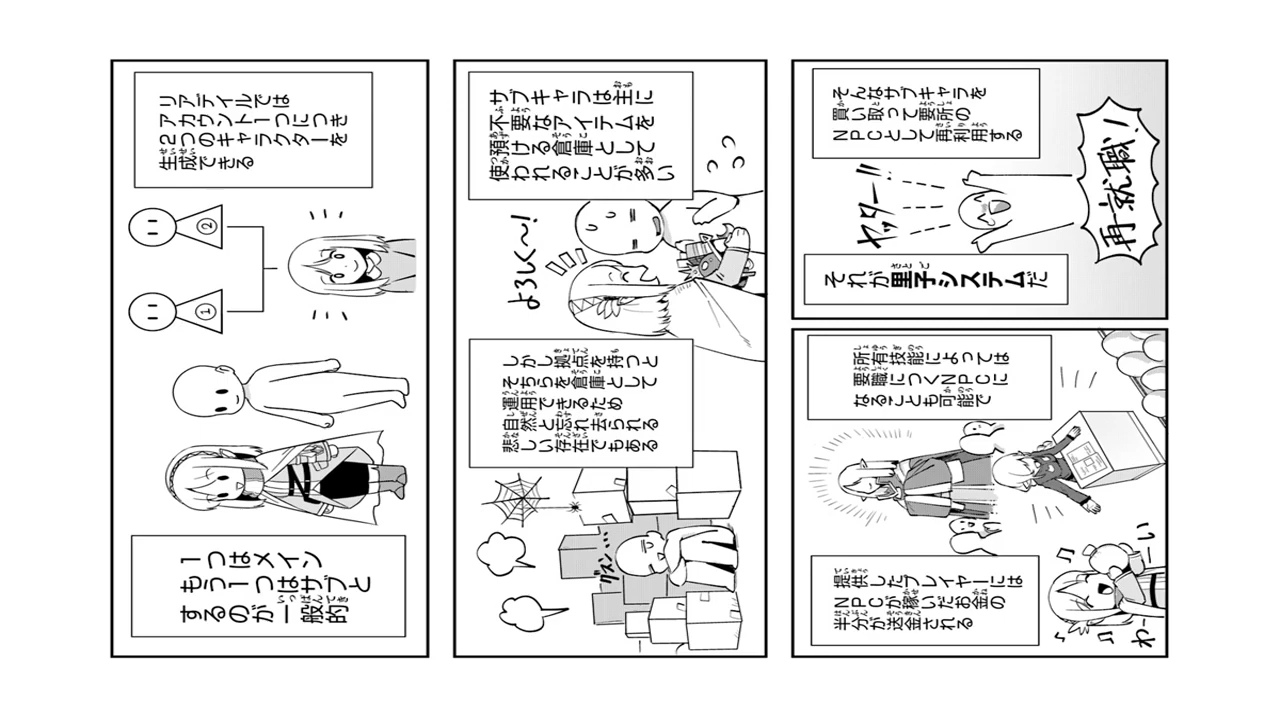 リアデイルでは
アカウント1つにつき
2つのキャラクターを
生成できる
②
①
1つはメイン
もう1つはサブと
するのが一般的
サブキャラは主に
不要なアイテムを
預ける倉庫として
使われることが多い
よろしく〜！
しかし拠点を持つと
そちらを倉庫として
運用できるため
自然と忘れ去られる
悲しい存在でもある
グスン…
そんなサブキャラを
買い取って要所の
NPCとして再利用する
再就職！
ヤッター!!
それが里子システムだ
所有技能によっては
要職につくNPCに
なることも可能で
提供したプレイヤーには
NPCが稼いだお金の
半分が送金される
わーい